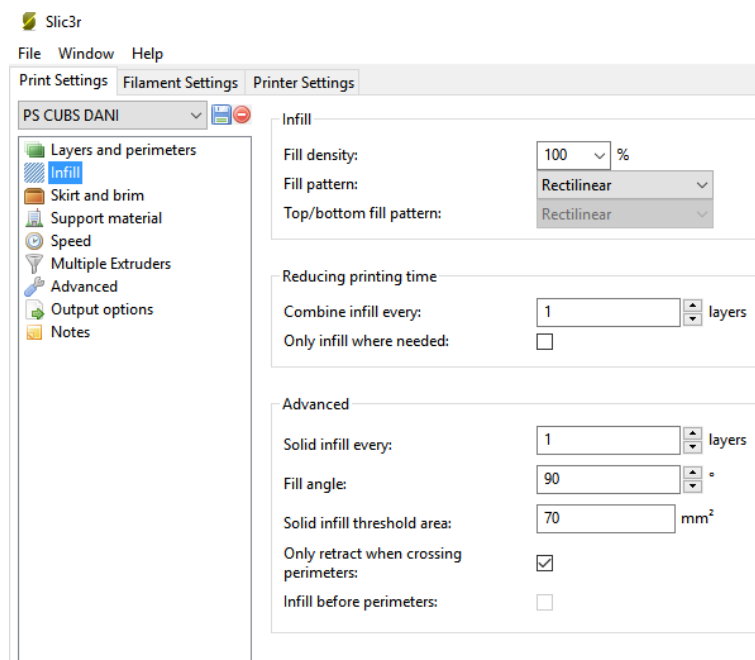 Slic3r
File Window Help
Print Settings Filament Settings Printer Settings
PS CUBS DANI
Layers and perimeters
Infill
Skirt and brim
Support material
Speed
Multiple Extruders
Advanced
Output options
Notes
Infill
Fill density: 100 %
Fill pattern: Rectilinear
Top/bottom fill pattern: Rectilinear
Reducing printing time
Combine infill every: 1 layers
Only infill where needed:
Advanced
Solid infill every: 1 layers
Fill angle: 90 °
Solid infill threshold area: 70 mm²
Only retract when crossing
perimeters:
Infill before perimeters: